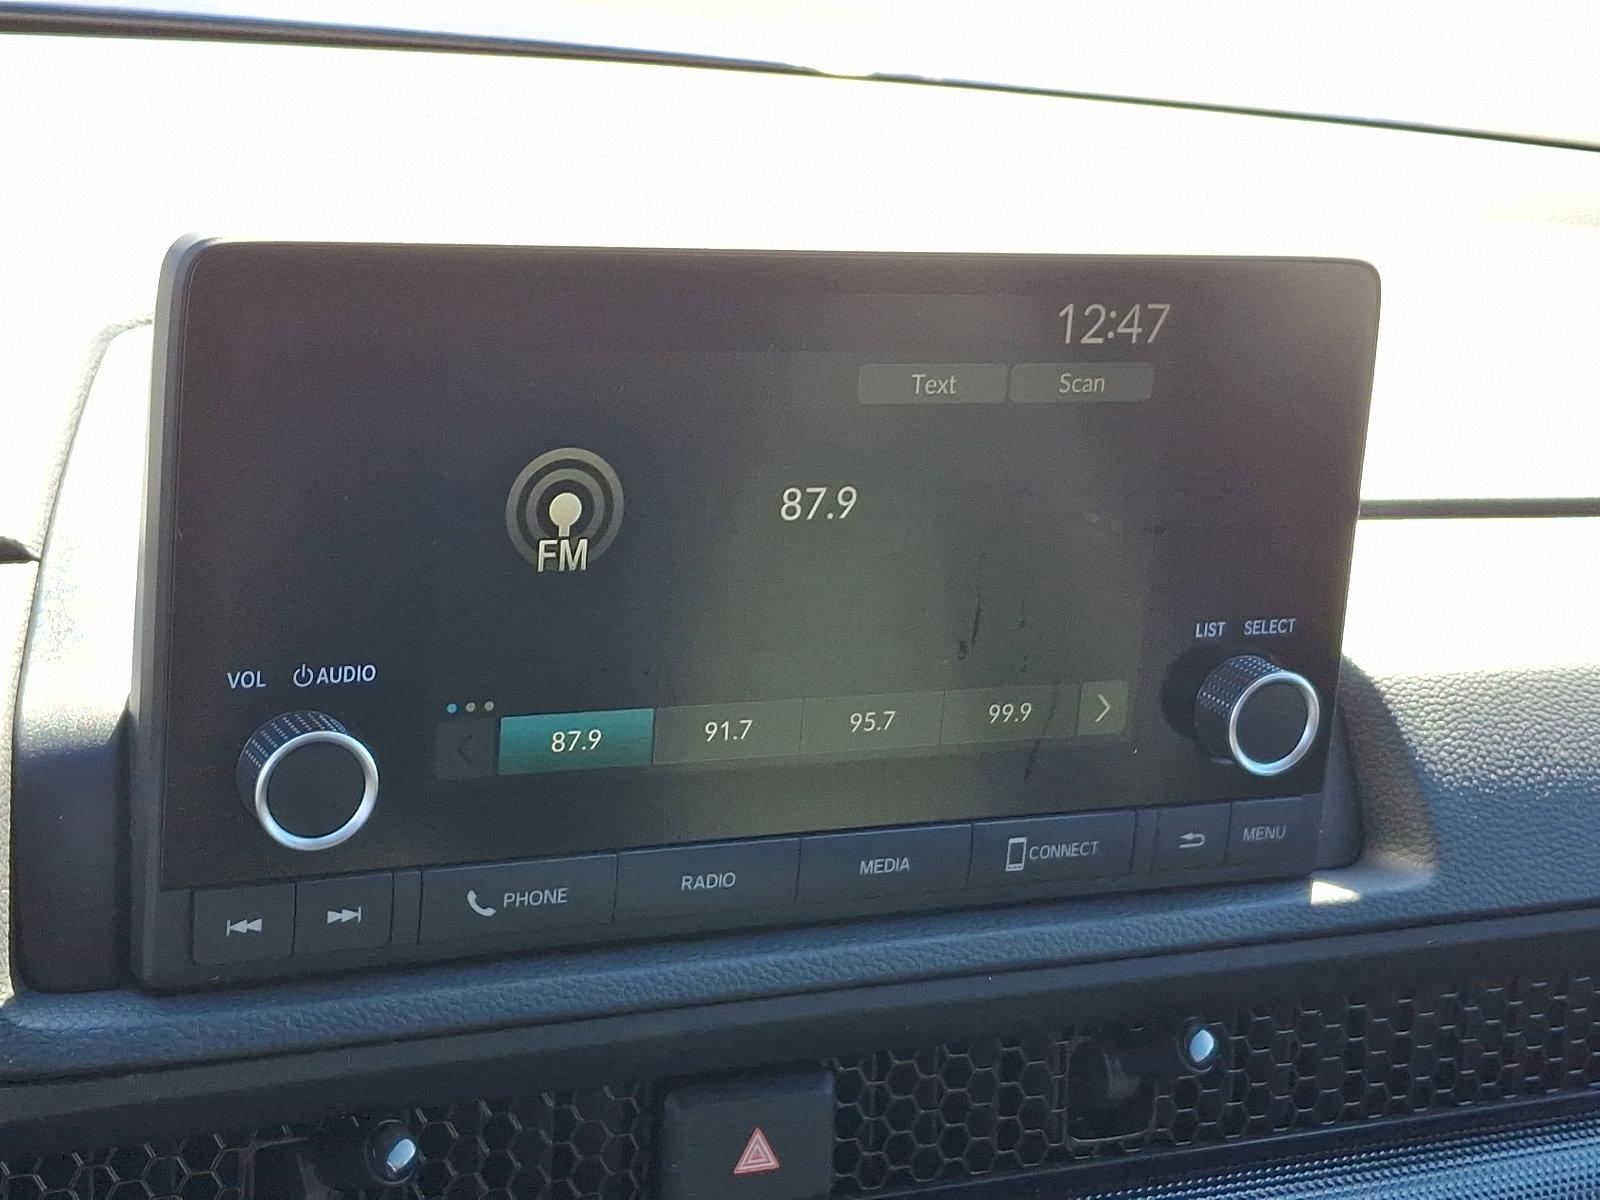 12:47
Text Scan
87.9
FM
LIST SELECT
VOL AUDIO
87.9 91.7 95.7 99.9
PHONE RADIO MEDIA CONNECT MENU